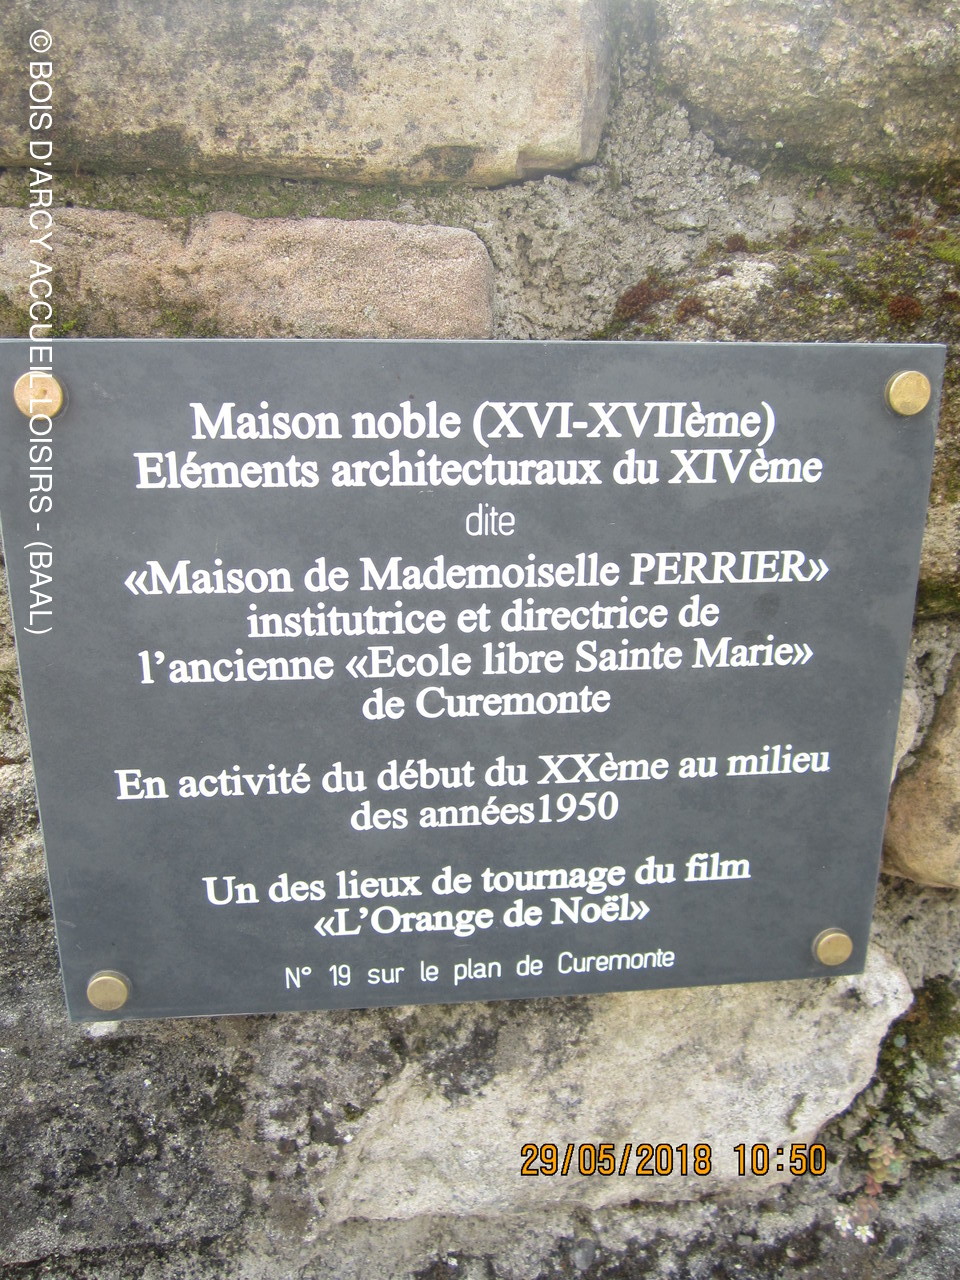 © BOIS D'ARCY ACCUEIL LOISIRS - (BAAL)
Maison noble (XVI-XVIIème)
Eléments architecturaux du XIVème
dite
«Maison de Mademoiselle PERRIER»
institutrice et directrice de
l'ancienne «Ecole libre Sainte Marie»
de Curemonte
En activité du début du XXème au milieu
des années1950
Un des lieux de tournage du film
«L'Orange de Noël»
N° 19 sur le plan de Curemonte
29/05/2018 10:50